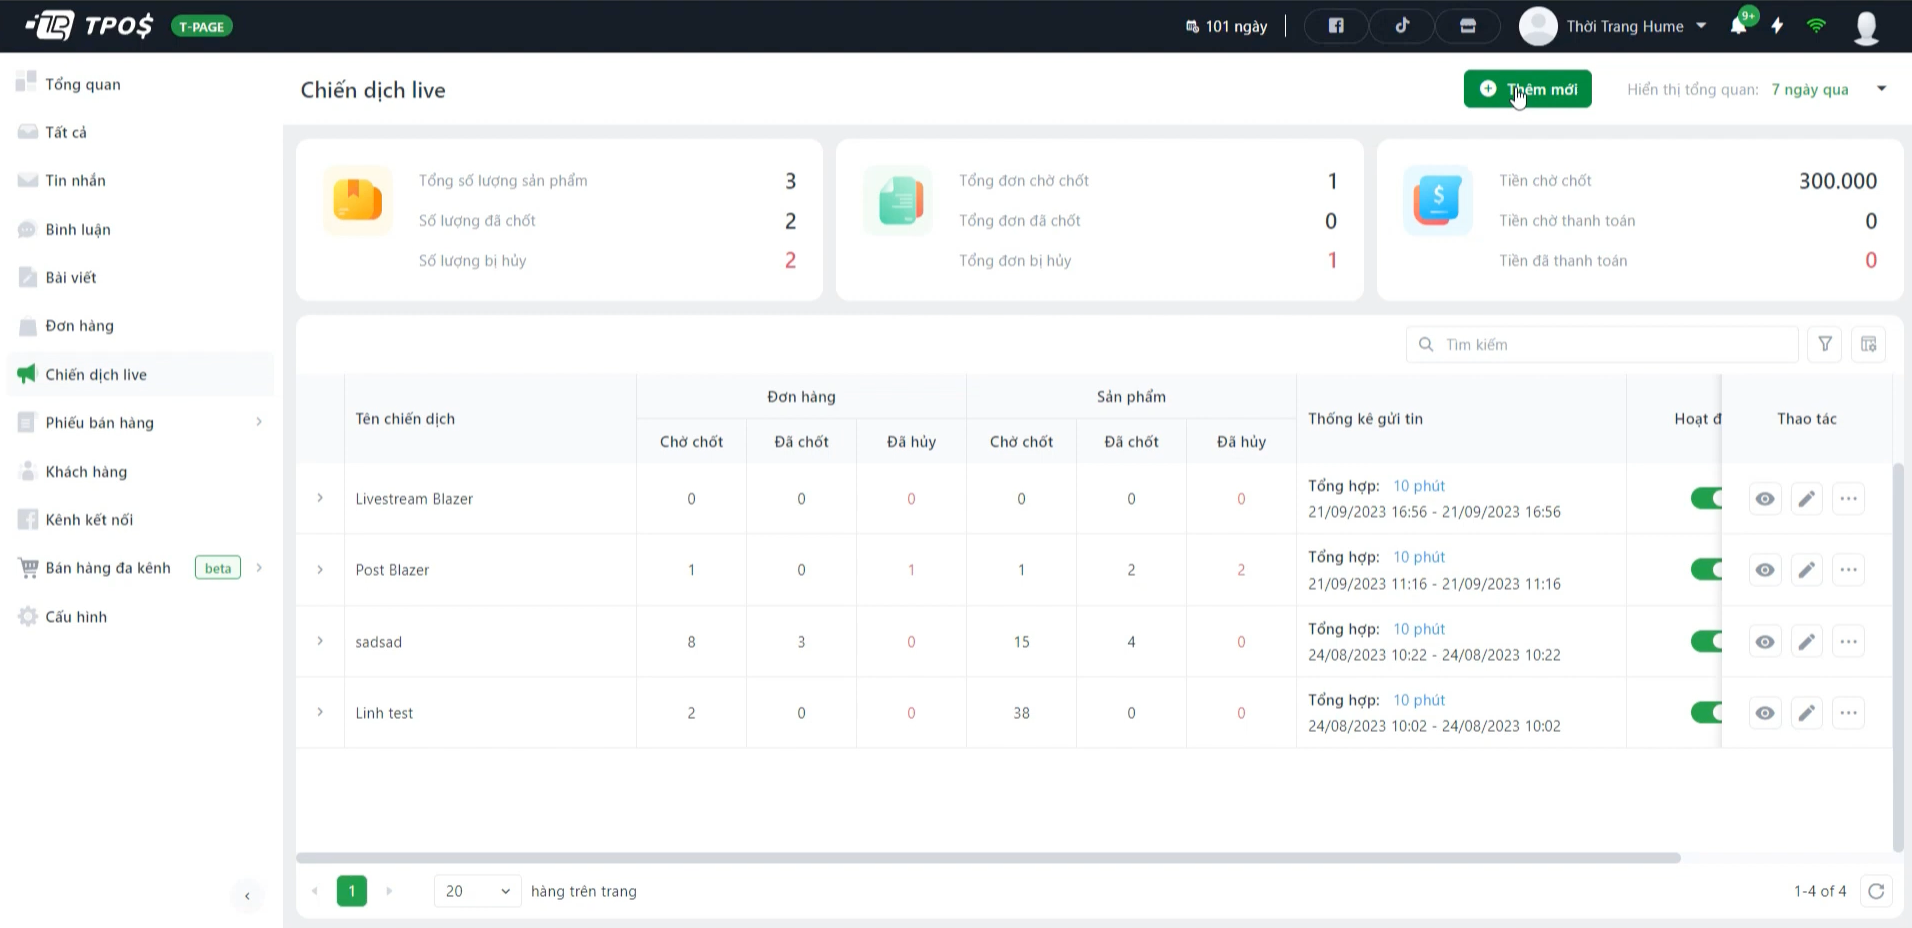 TPO$ T-PAGE 101 ngày Thời Trang Hume 9+
Tổng quan
Tất cả
Tin nhắn
Bình luận
Bài viết
Đơn hàng
Chiến dịch live
Phiếu bán hàng
Khách hàng
Kênh kết nối
Bán hàng đa kênh beta
Cấu hình
Chiến dịch live
Thêm mới Hiển thị tổng quan: 7 ngày qua
Tổng số lượng sản phẩm 3
Số lượng đã chốt 2
Số lượng bị hủy 2
Tổng đơn chờ chốt 1
Tổng đơn đã chốt 0
Tổng đơn bị hủy 1
Tiền chờ chốt 300.000
Tiền chờ thanh toán 0
Tiền đã thanh toán 0
Tìm kiếm
Tên chiến dịch Đơn hàng Sản phẩm Thống kê gửi tin Hoạt đ Thao tác
Chờ chốt Đã chốt Đã hủy Chờ chốt Đã chốt Đã hủy
Livestream Blazer 0 0 0 0 0 0 Tổng hợp: 10 phút
21/09/2023 16:56 - 21/09/2023 16:56
Post Blazer 1 0 1 1 2 2 Tổng hợp: 10 phút
21/09/2023 11:16 - 21/09/2023 11:16
sadsad 8 3 0 15 4 0 Tổng hợp: 10 phút
24/08/2023 10:22 - 24/08/2023 10:22
Linh test 2 0 0 38 0 0 Tổng hợp: 10 phút
24/08/2023 10:02 - 24/08/2023 10:02
1 20 hàng trên trang 1-4 of 4